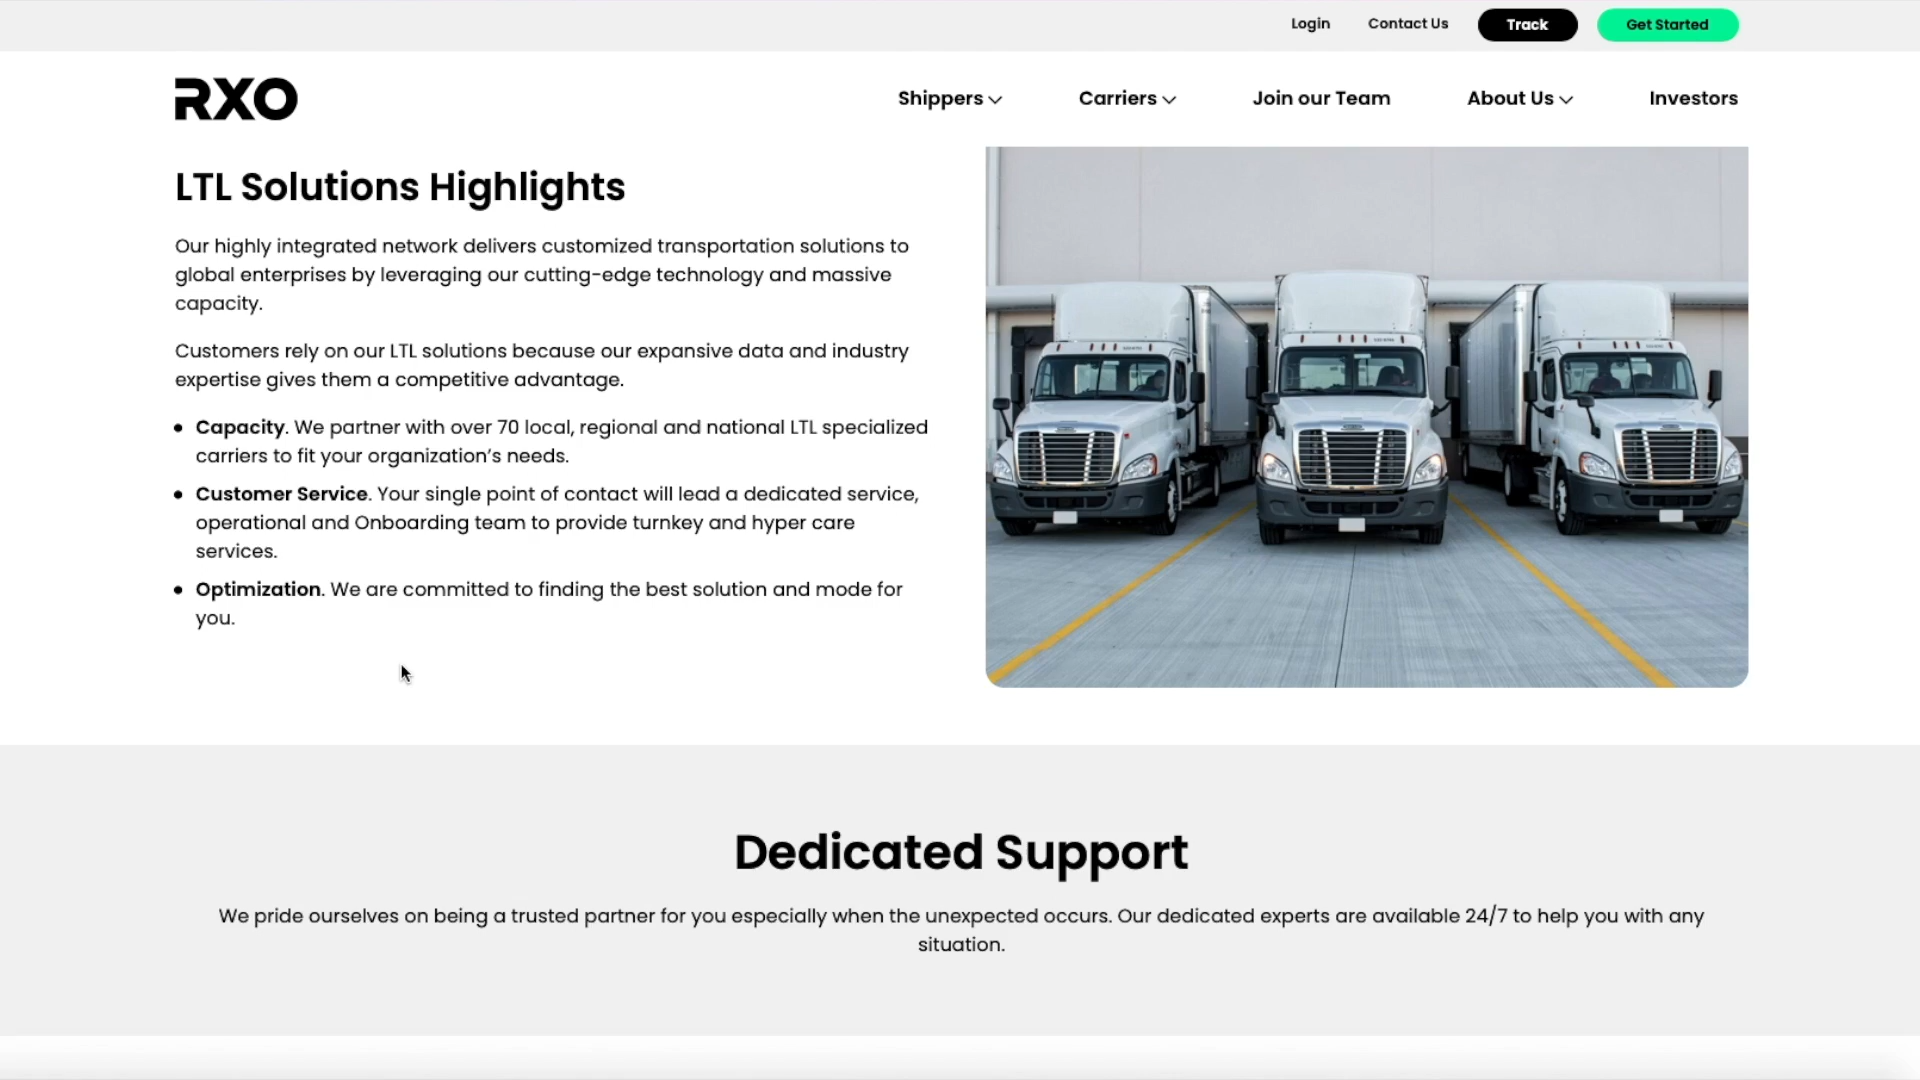 Login Contact Us Track Get Started
RXO Shippers Carriers Join our Team About Us Investors
LTL Solutions Highlights
Our highly integrated network delivers customized transportation solutions to
global enterprises by leveraging our cutting-edge technology and massive
capacity.
Customers rely on our LTL solutions because our expansive data and industry
expertise gives them a competitive advantage.
• Capacity. We partner with over 70 local, regional and national LTL specialized
carriers to fit your organization’s needs.
• Customer Service. Your single point of contact will lead a dedicated service,
operational and Onboarding team to provide turnkey and hyper care
services.
• Optimization. We are committed to finding the best solution and mode for
you.
Dedicated Support
We pride ourselves on being a trusted partner for you especially when the unexpected occurs. Our dedicated experts are available 24/7 to help you with any
situation.